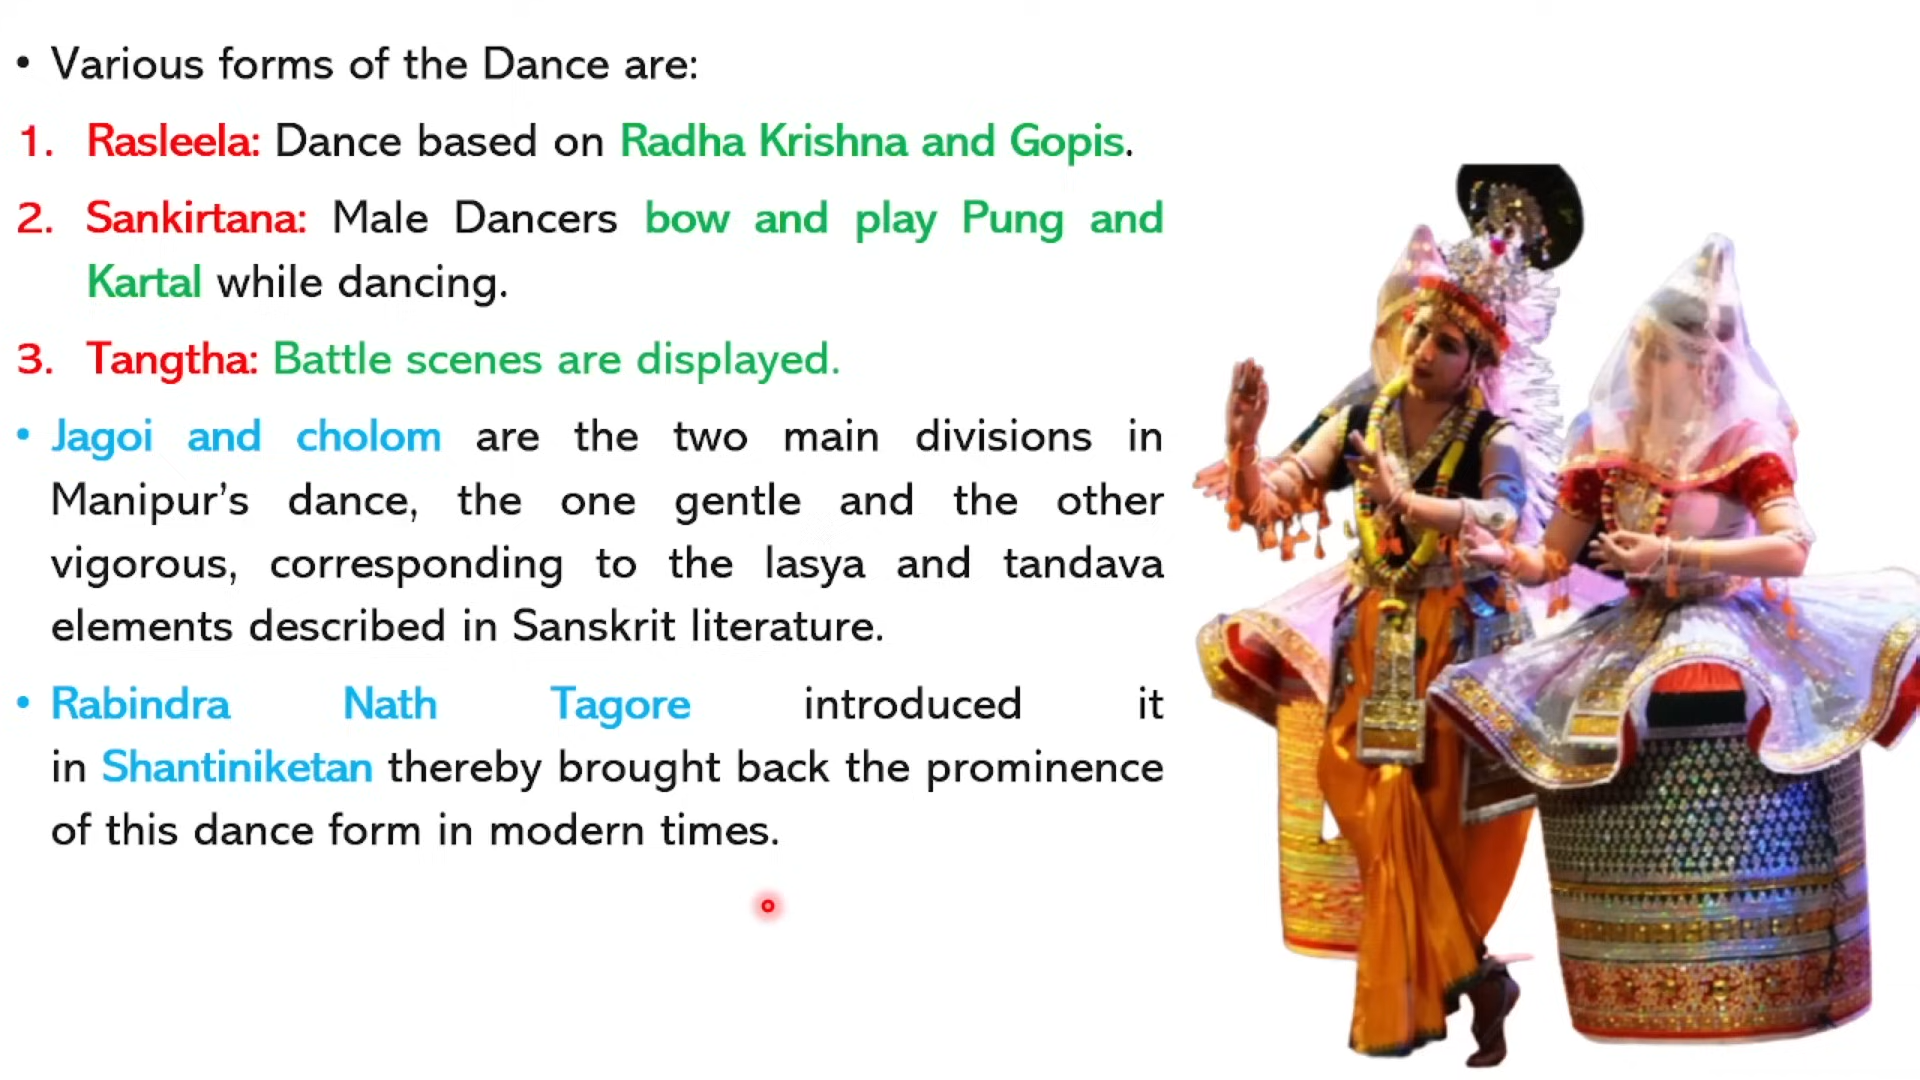 • Various forms of the Dance are:
1. Rasleela: Dance based on Radha Krishna and Gopis.
2. Sankirtana: Male Dancers bow and play Pung and
Kartal while dancing.
3. Tangtha: Battle scenes are displayed.
• Jagoi and cholom are the two main divisions in
Manipur’s dance, the one gentle and the other
vigorous, corresponding to the lasya and tandava
elements described in Sanskrit literature.
• Rabindra Nath Tagore introduced it
in Shantiniketan thereby brought back the prominence
of this dance form in modern times.